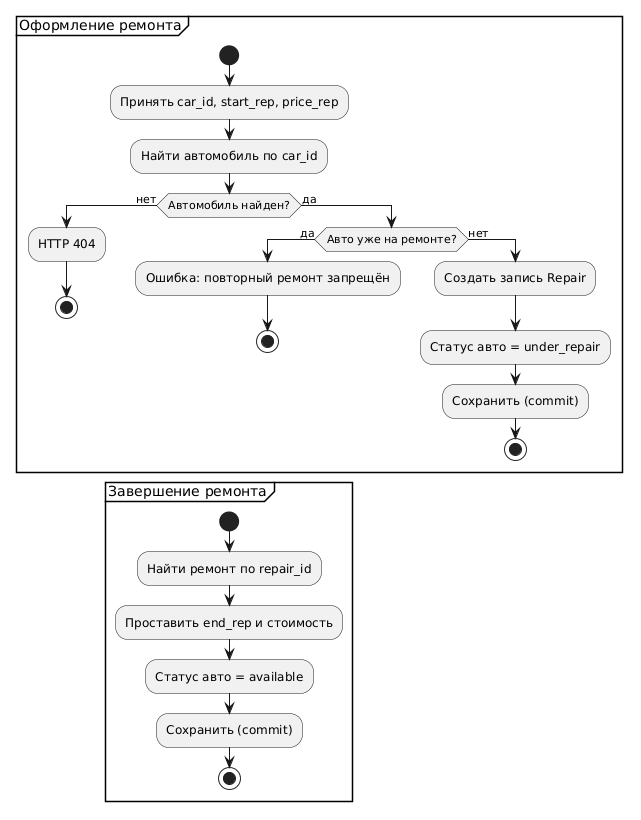 Оформление ремонта
Принять car_id, start_rep, price_rep
Найти автомобиль по car_id
нет
Автомобиль найден?
да
HTTP 404
да
Авто уже на ремонте?
нет
Ошибка: повторный ремонт запрещён
Создать запись Repair
Статус авто = under_repair
Сохранить (commit)
Завершение ремонта
Найти ремонт по repair_id
Проставить end_rep и стоимость
Статус авто = available
Сохранить (commit)